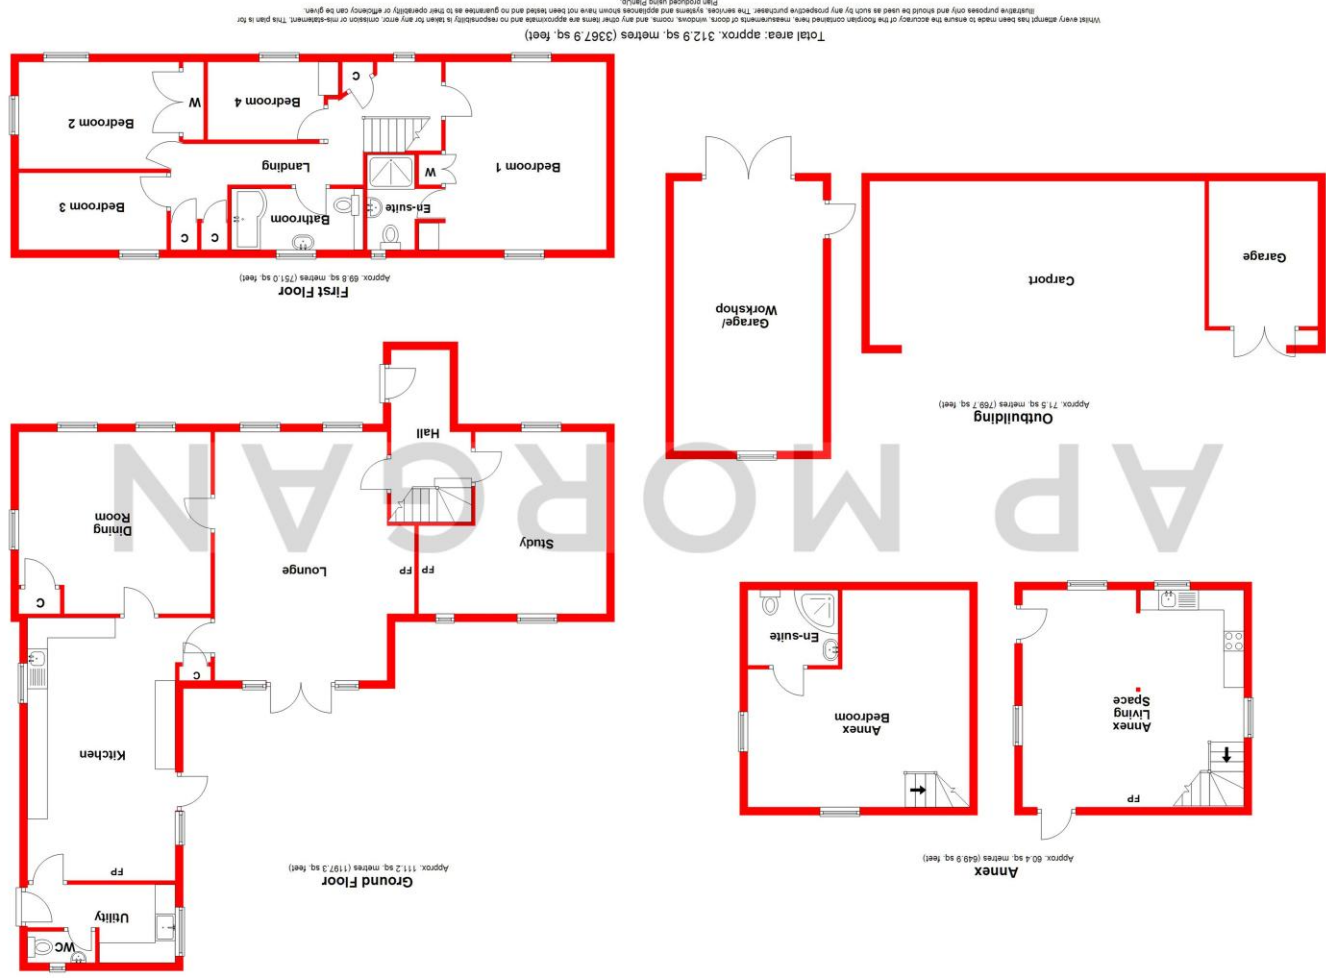 Ground Floor
Approx. 111.2 sq. metres (1197.3 sq. feet)
WC
Utility
FP
Kitchen
C
C
Dining
Room
Lounge
FP
FP
Study
Hall
Annex
Approx. 60.4 sq. metres (649.9 sq. feet)
FP
Annex
Living
Space
Annex
Bedroom
En-suite
AP MORGAN
Outbuilding
Approx. 71.5 sq. metres (769.7 sq. feet)
Garage/
Workshop
Carport
Garage
First Floor
Approx. 69.8 sq. metres (751.0 sq. feet)
Bedroom 1
En-suite
W
Bathroom
C
C
Bedroom 3
Landing
Bedroom 2
W
Bedroom 4
C
Total area: approx. 312.9 sq. metres (3367.9 sq. feet)
Whilst every attempt has been made to ensure the accuracy of the floorplan contained here, measurements of doors, windows, rooms, and any other items are approximate and no responsibility is taken for any error, omission or mis-statement. This plan is for
illustrative purposes only and should be used as such by any prospective purchaser. The services, systems and appliances shown have not been tested and no guarantee as to their operability or efficiency can be given.
Plan produced using PlanUp.